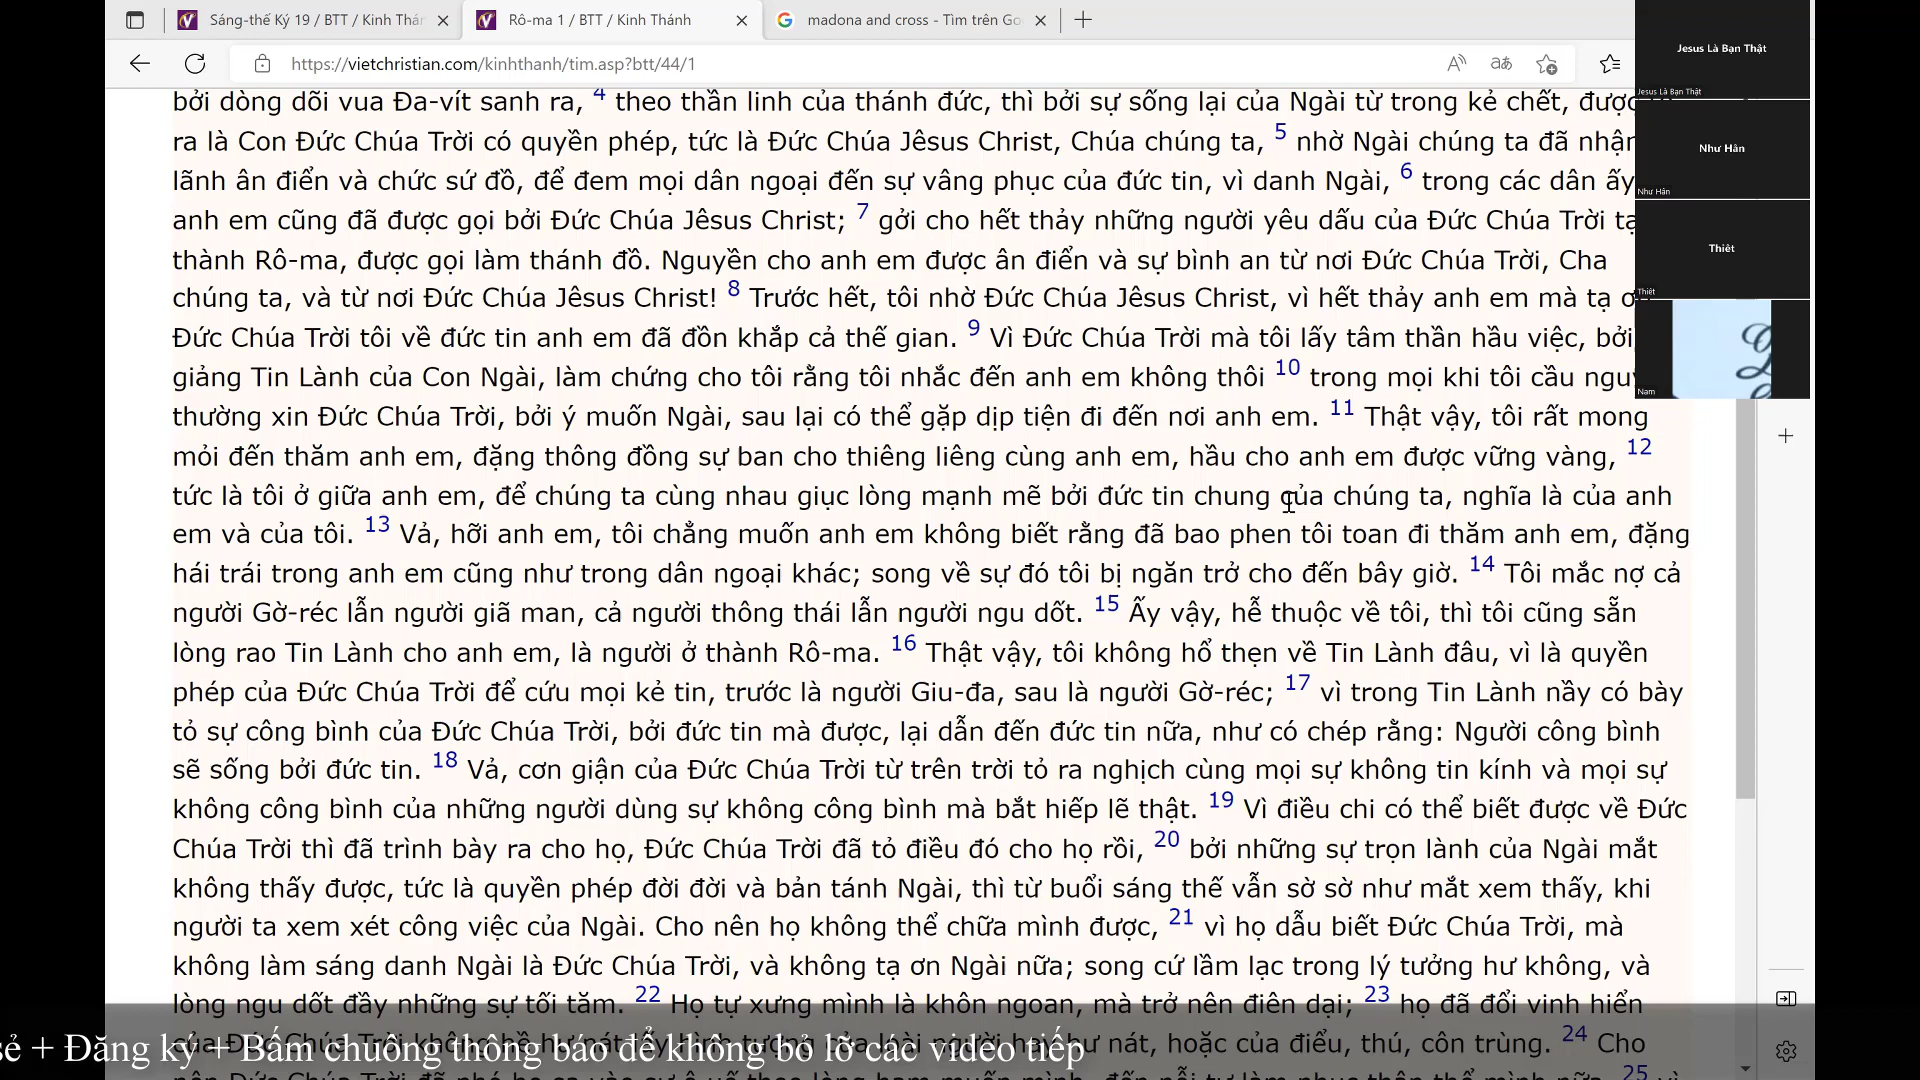 Sáng-thế Ký 19 / BTT / Kinh Thán
Rô-ma 1 / BTT / Kinh Thánh
madona and cross - Tìm trên Go
https://vietchristian.com/kinhthanh/tim.asp?btt/44/1
Jesus Là Bạn Thật
Jesus Là Bạn Thật
Như Hân
Như Hân
Thiêt
Thiêt
Nam
bởi dòng dõi vua Đa-vít sanh ra, 4 theo thần linh của thánh đức, thì bởi sự sống lại của Ngài từ trong kẻ chết, được
ra là Con Đức Chúa Trời có quyền phép, tức là Đức Chúa Jêsus Christ, Chúa chúng ta, 5 nhờ Ngài chúng ta đã nhận
lãnh ân điển và chức sứ đồ, để đem mọi dân ngoại đến sự vâng phục của đức tin, vì danh Ngài, 6 trong các dân ấy
anh em cũng đã được gọi bởi Đức Chúa Jêsus Christ; 7 gởi cho hết thảy những người yêu dấu của Đức Chúa Trời tạ
thành Rô-ma, được gọi làm thánh đồ. Nguyền cho anh em được ân điển và sự bình an từ nơi Đức Chúa Trời, Cha
chúng ta, và từ nơi Đức Chúa Jêsus Christ! 8 Trước hết, tôi nhờ Đức Chúa Jêsus Christ, vì hết thảy anh em mà tạ
Đức Chúa Trời tôi về đức tin anh em đã đồn khắp cả thế gian. 9 Vì Đức Chúa Trời mà tôi lấy tâm thần hầu việc, bởi
giảng Tin Lành của Con Ngài, làm chứng cho tôi rằng tôi nhắc đến anh em không thôi 10 trong mọi khi tôi cầu
thường xin Đức Chúa Trời, bởi ý muốn Ngài, sau lại có thể gặp dịp tiện đi đến nơi anh em. 11 Thật vậy, tôi rất mong
mỏi đến thăm anh em, đặng thông đồng sự ban cho thiêng liêng cùng anh em, hầu cho anh em được vững vàng, 12
tức là tôi ở giữa anh em, để chúng ta cùng nhau giục lòng mạnh mẽ bởi đức tin chung của chúng ta, nghĩa là của anh
em và của tôi. 13 Vả, hỡi anh em, tôi chẳng muốn anh em không biết rằng đã bao phen tôi toan đi thăm anh em, đặng
hái trái trong anh em cũng như trong dân ngoại khác; song về sự đó tôi bị ngăn trở cho đến bây giờ. 14 Tôi mắc nợ cả
người Gờ-réc lẫn người giã man, cả người thông thái lẫn người ngu dốt. 15 Ấy vậy, hễ thuộc về tôi, thì tôi cũng sẵn
lòng rao Tin Lành cho anh em, là người ở thành Rô-ma. 16 Thật vậy, tôi không hổ thẹn về Tin Lành đâu, vì là quyền
phép của Đức Chúa Trời để cứu mọi kẻ tin, trước là người Giu-đa, sau là người Gờ-réc; 17 vì trong Tin Lành nầy có bày
tỏ sự công bình của Đức Chúa Trời, bởi đức tin mà được, lại dẫn đến đức tin nữa, như có chép rằng: Người công bình
sẽ sống bởi đức tin. 18 Vả, cơn giận của Đức Chúa Trời từ trên trời tỏ ra nghịch cùng mọi sự không tin kính và mọi sự
không công bình của những người dùng sự không công bình mà bắt hiếp lẽ thật. 19 Vì điều chi có thể biết được về Đức
Chúa Trời thì đã trình bày ra cho họ, Đức Chúa Trời đã tỏ điều đó cho họ rồi, 20 bởi những sự trọn lành của Ngài mắt
không thấy được, tức là quyền phép đời đời và bản tánh Ngài, thì từ buổi sáng thế vẫn sờ sờ như mắt xem thấy, khi
người ta xem xét công việc của Ngài. Cho nên họ không thể chữa mình được, 21 vì họ dẫu biết Đức Chúa Trời, mà
không làm sáng danh Ngài là Đức Chúa Trời, và không tạ ơn Ngài nữa; song cứ lầm lạc trong lý tưởng hư không, và
lòng ngu dốt đầy những sự tối tăm. 22 Họ tự xưng mình là khôn ngoan, mà trở nên điên dại; 23 họ đã đổi vinh hiển
nát, hoặc của điểu, thú, côn trùng. 24 Cho
sẻ + Đăng ký + Bấm chuông thông báo để không bỏ lỡ các video tiếp